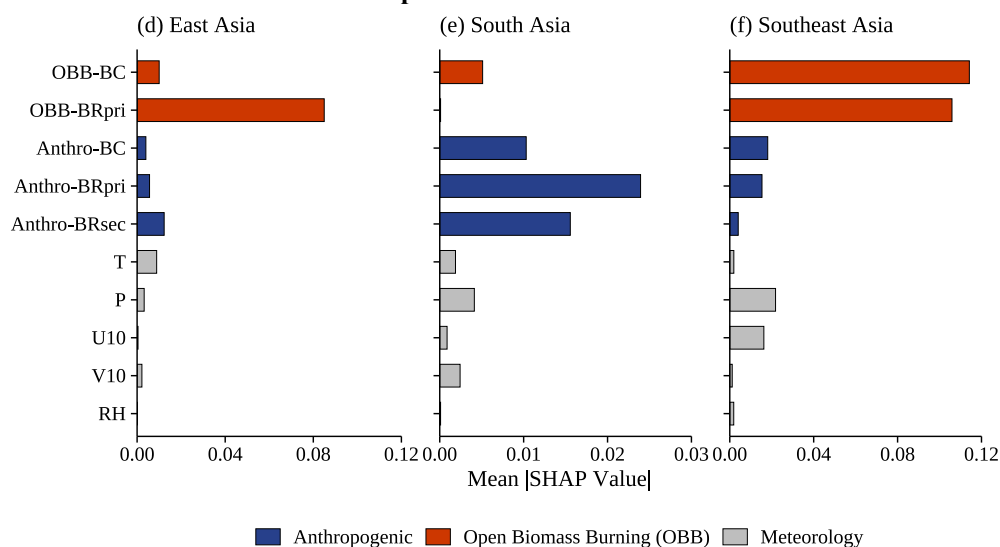 (d) East Asia
(e) South Asia
(f) Southeast Asia
OBB-BC
OBB-BRpri
Anthro-BC
Anthro-BRpri
Anthro-BRsec
T
P
U10
V10
RH
0.00 0.04 0.08 0.12
0.00 0.01 0.02 0.03
0.00 0.04 0.08 0.12
Mean |SHAP Value|
Anthropogenic Open Biomass Burning (OBB) Meteorology